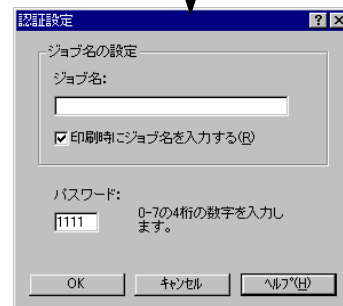 認証設定
ジョブ名の設定
ジョブ名:
印刷時にジョブ名を入力する(R)
パスワード:
1111
0-7の4桁の数字を入力し
ます。
OK
キャンセル
ヘルプ(H)